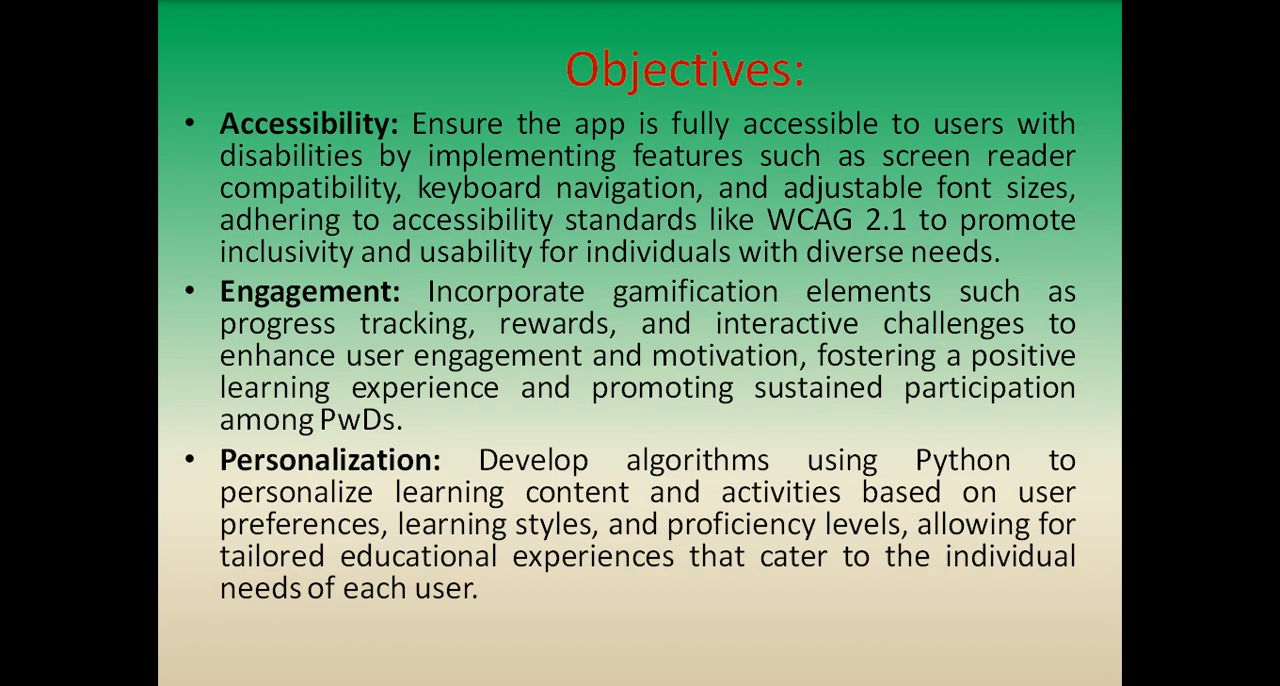 Objectives:
• Accessibility: Ensure the app is fully accessible to users with
disabilities by implementing features such as screen reader
compatibility, keyboard navigation, and adjustable font sizes,
adhering to accessibility standards like WCAG 2.1 to promote
inclusivity and usability for individuals with diverse needs.
• Engagement: Incorporate gamification elements such as
progress tracking, rewards, and interactive challenges to
enhance user engagement and motivation, fostering a positive
learning experience and promoting sustained participation
among PwDs.
• Personalization: Develop algorithms using Python to
personalize learning content and activities based on user
preferences, learning styles, and proficiency levels, allowing for
tailored educational experiences that cater to the individual
needs of each user.